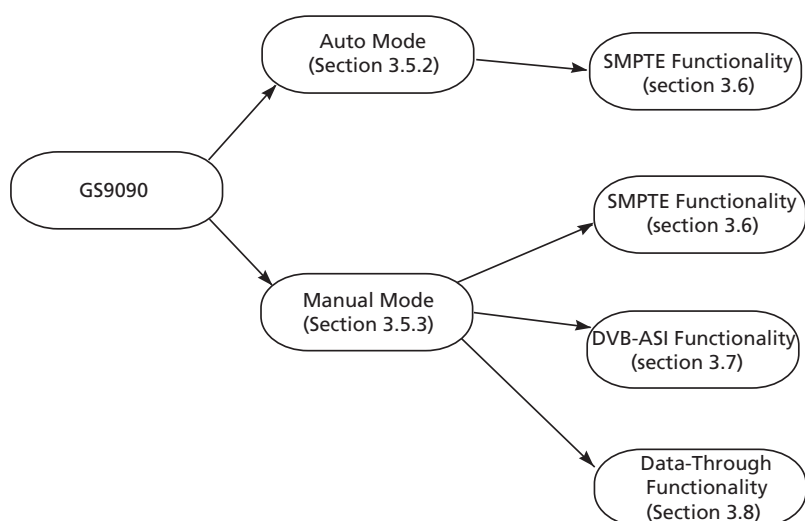 Auto Mode
(Section 3.5.2)
SMPTE Functionality
(section 3.6)
GS9090
SMPTE Functionality
(section 3.6)
Manual Mode
(Section 3.5.3)
DVB-ASI Functionality
(section 3.7)
Data-Through
Functionality
(Section 3.8)